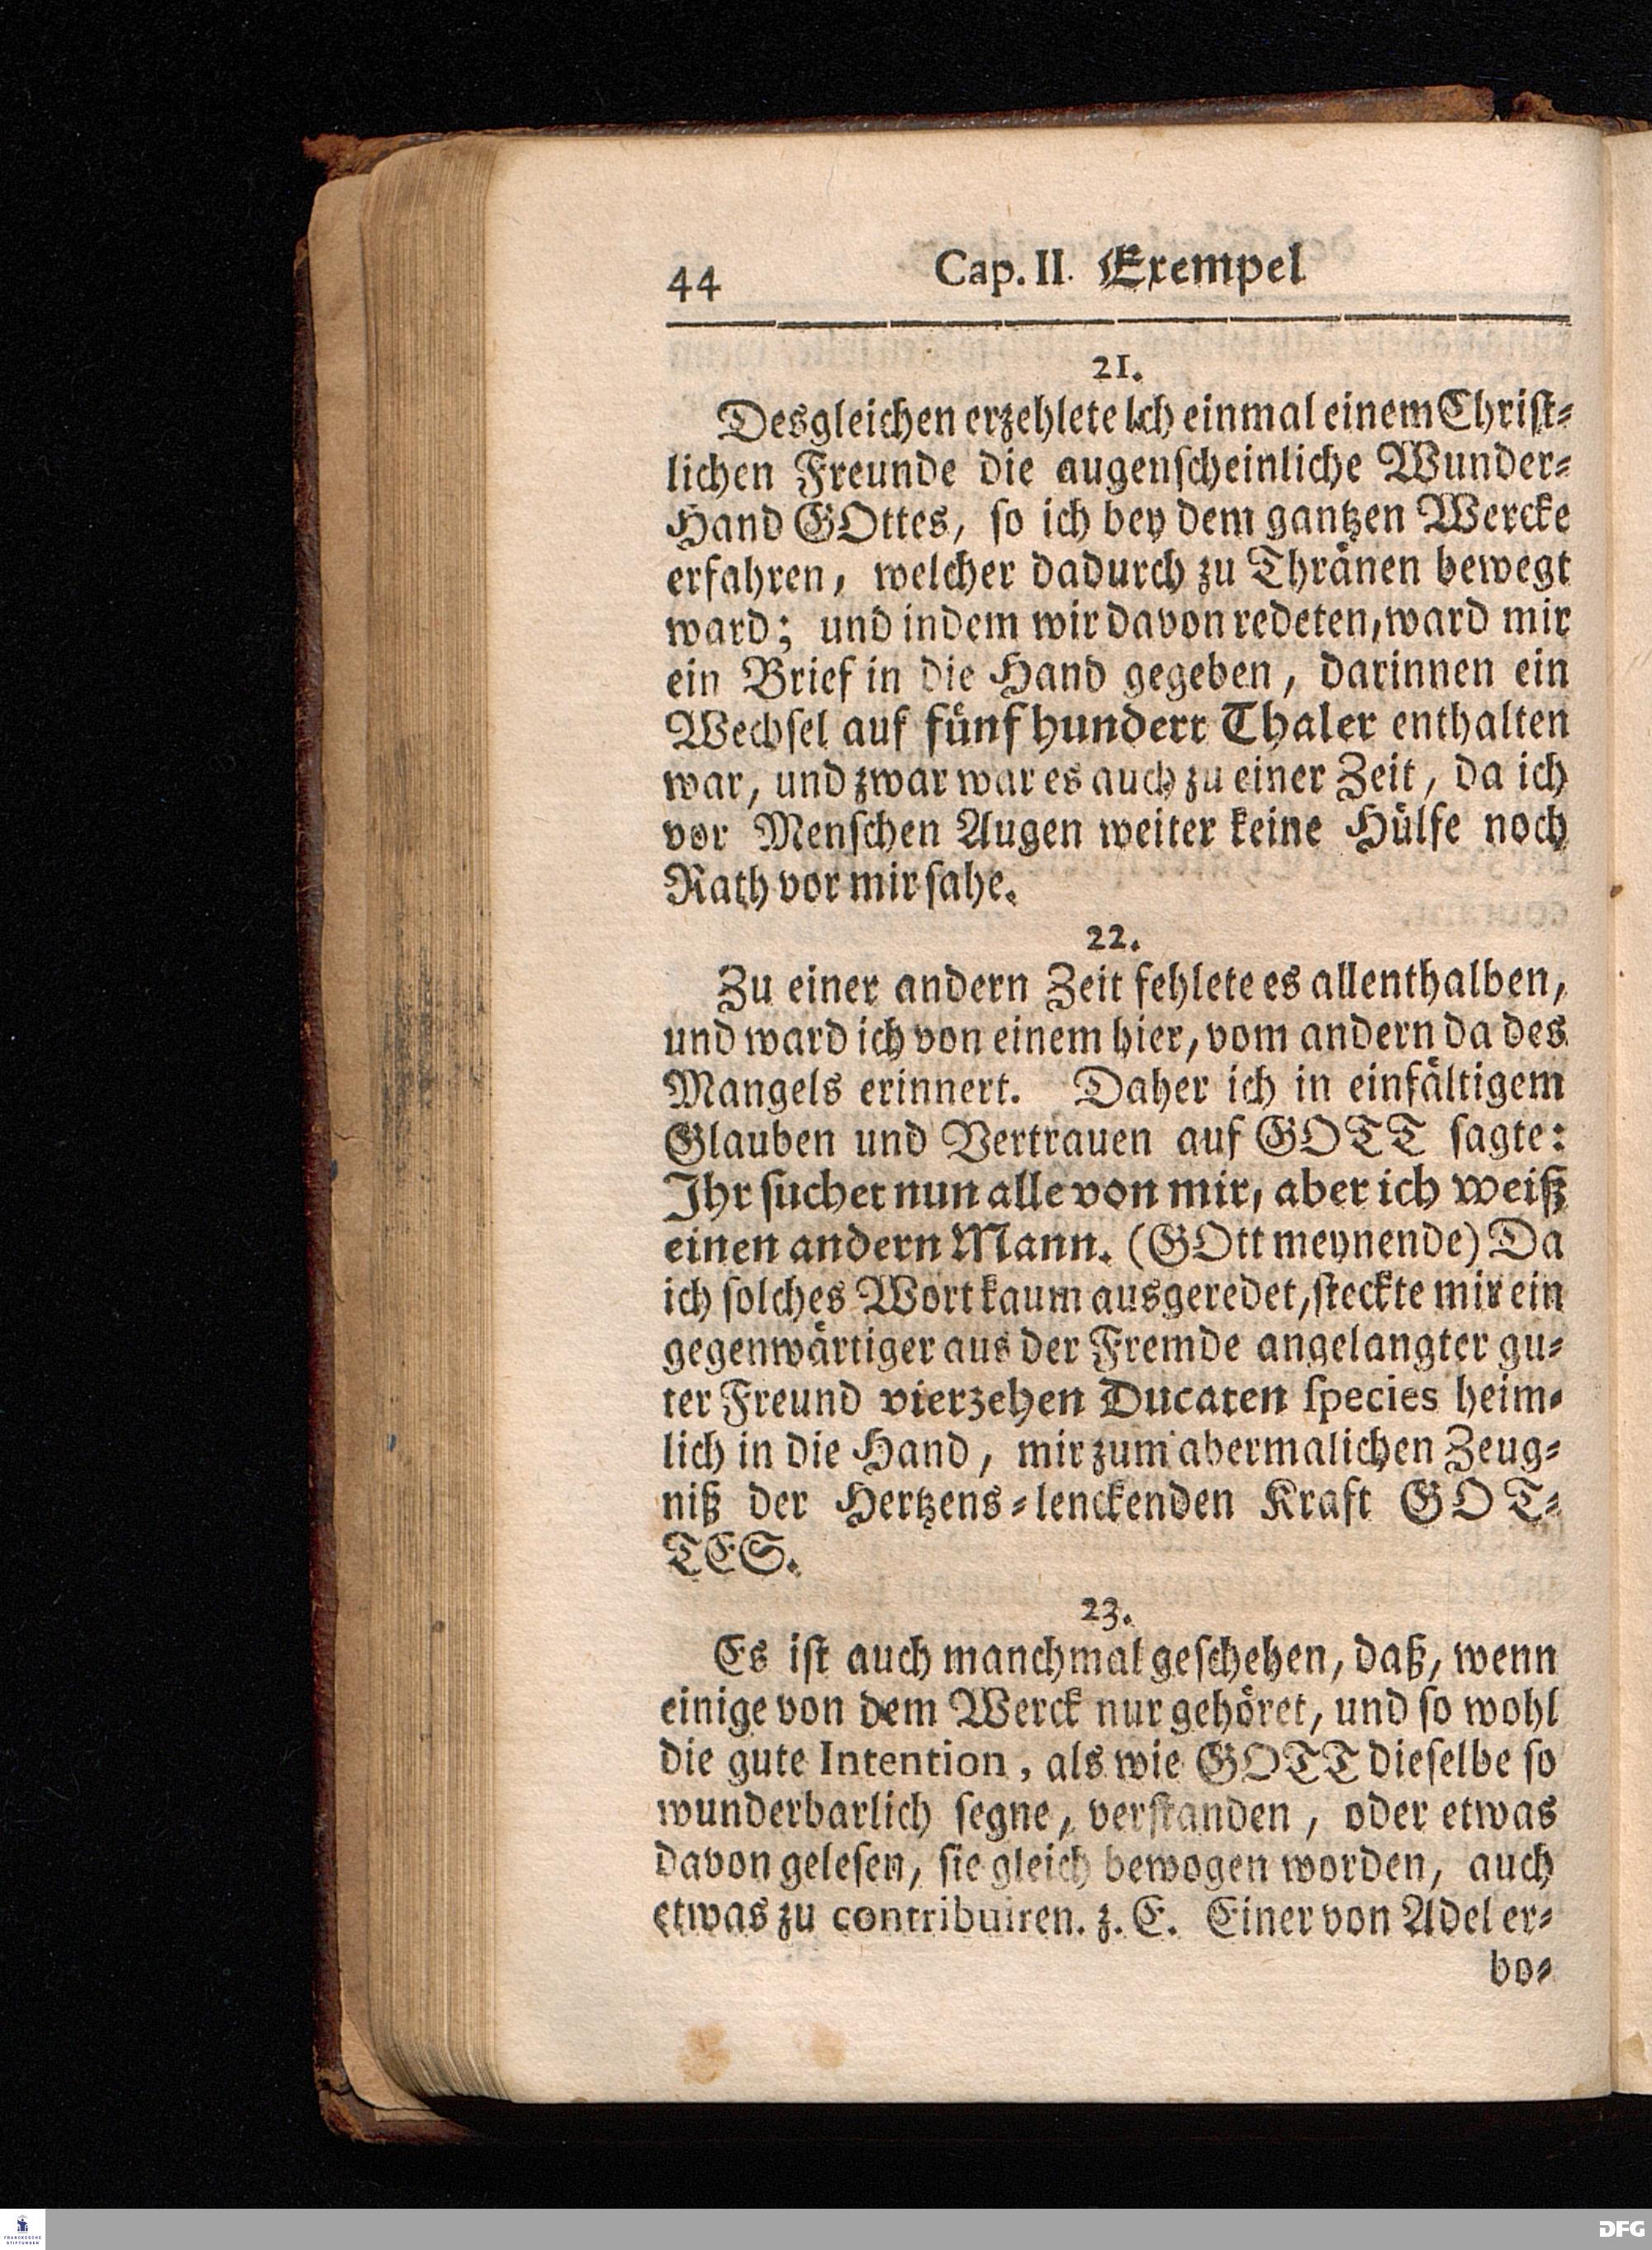 44 Cap. II. Exempel
21.
Desgleichen erzehlete ich einmal einem Christ-
lichen Freunde die augenscheinliche Wunder-
Hand GOttes, so ich bey dem gantzen Wercke
erfahren, welcher dadurch zu Thränen bewegt
ward; und indem wir davon redeten, ward mir
ein Brief in die Hand gegeben, darinnen ein
Wechsel auf fünf hundert Thaler enthalten
war, und zwar war es auch zu einer Zeit, da ich
vor Menschen Augen weiter keine Hülfe noch
Rath vor mir sahe.
22.
Zu einer andern Zeit fehlete es allenthalben,
und ward ich von einem hier, vom andern da des
Mangels erinnert. Daher ich in einfältigem
Glauben und Vertrauen auf GOTT sagte:
Ihr suchet nun alle von mir, aber ich weiß
einen andern Mann. (GOtt meynende) Da
ich solches Wort kaum ausgeredet, steckte mir ein
gegenwärtiger aus der Fremde angelangter gu-
ter Freund vierzehen Ducaten species heim-
lich in die Hand, mir zum abermalichen Zeug-
niß der Hertzens-lenckenden Kraft GOT-
TES.
23.
Es ist auch manchmal geschehen, daß, wenn
einige von dem Werck nur gehöret, und so wohl
die gute Intention, als wie GOTT dieselbe so
wunderbarlich segne, verstanden, oder etwas
davon gelesen, sie gleich bewogen worden, auch
etwas zu contribuiren. z. E. Einer von Adel er-
bo-
FRANCKESCHE
STIFTUNGEN
DFG